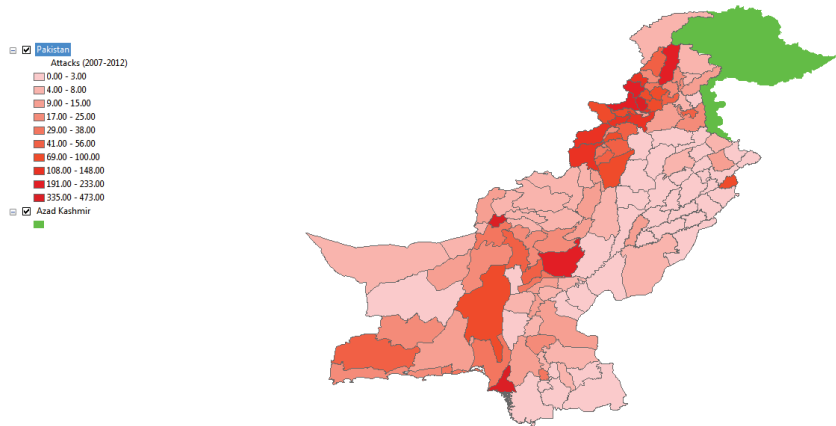 Pakistan
Attacks (2007-2012)
0.00 - 3.00
4.00 - 8.00
9.00 - 15.00
17.00 - 25.00
29.00 - 38.00
41.00 - 56.00
69.00 - 100.00
108.00 - 148.00
191.00 - 233.00
335.00 - 473.00
Azad Kashmir